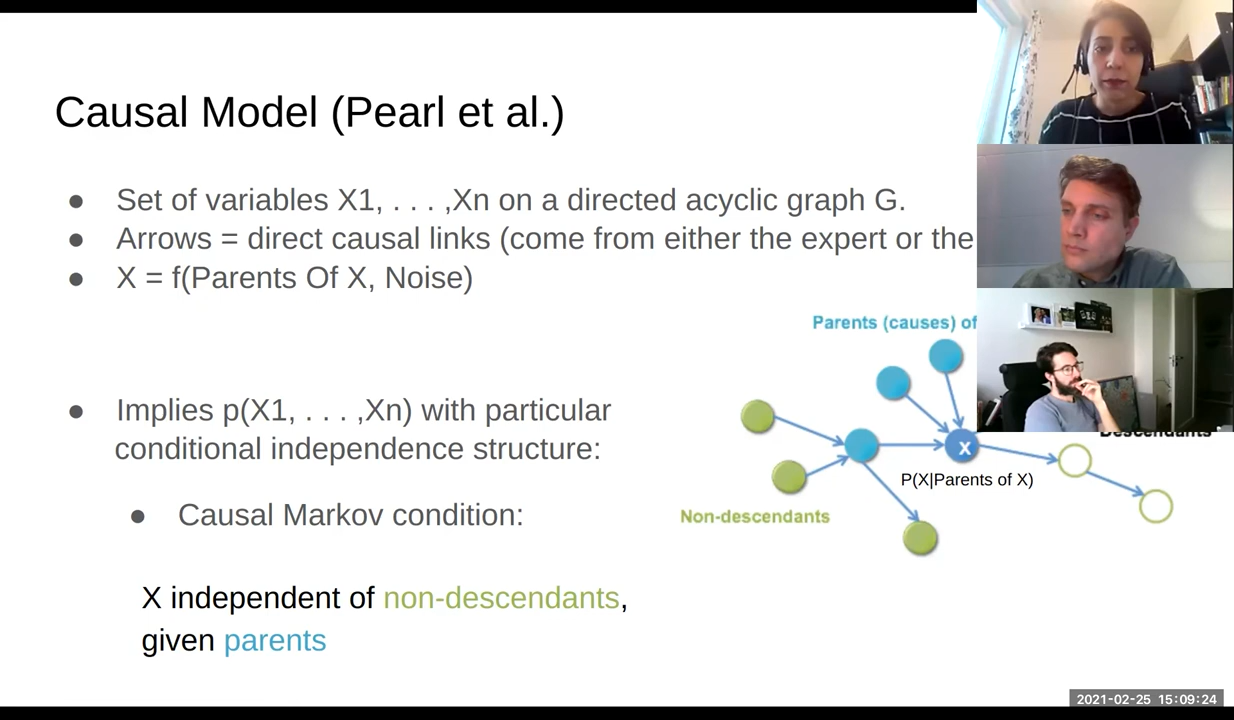 Causal Model (Pearl et al.)
● Set of variables X1, . . . ,Xn on a directed acyclic graph G.
● Arrows = direct causal links (come from either the expert or the
● X = f(Parents Of X, Noise)
Parents (causes) of
● Implies p(X1, . . . ,Xn) with particular
conditional independence structure:
X
Descendants
P(X|Parents of X)
Non-descendants
● Causal Markov condition:
X independent of non-descendants,
given parents
2021-02-25 15:09:24